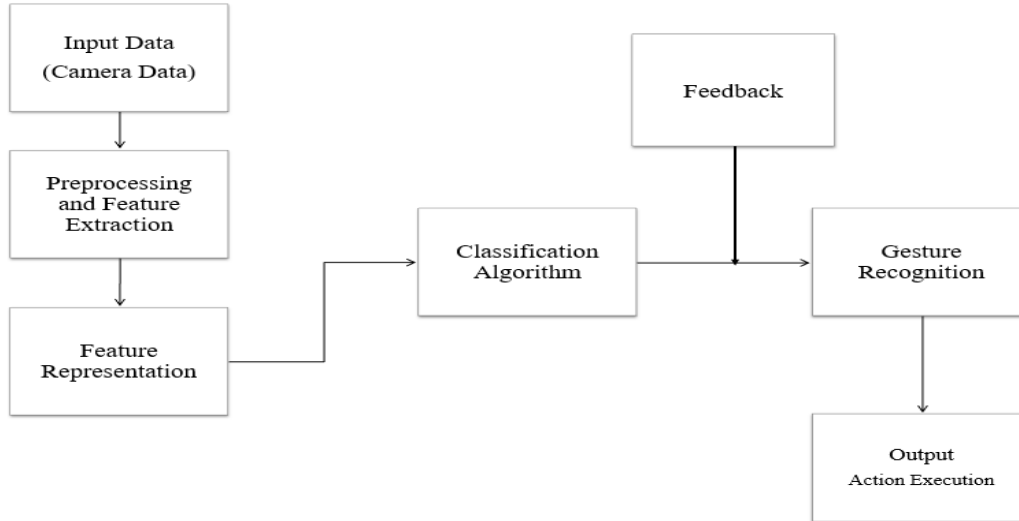 Input Data
(Camera Data)
Preprocessing
and Feature
Extraction
Feature
Representation
Classification
Algorithm
Feedback
Gesture
Recognition
Output
Action Execution